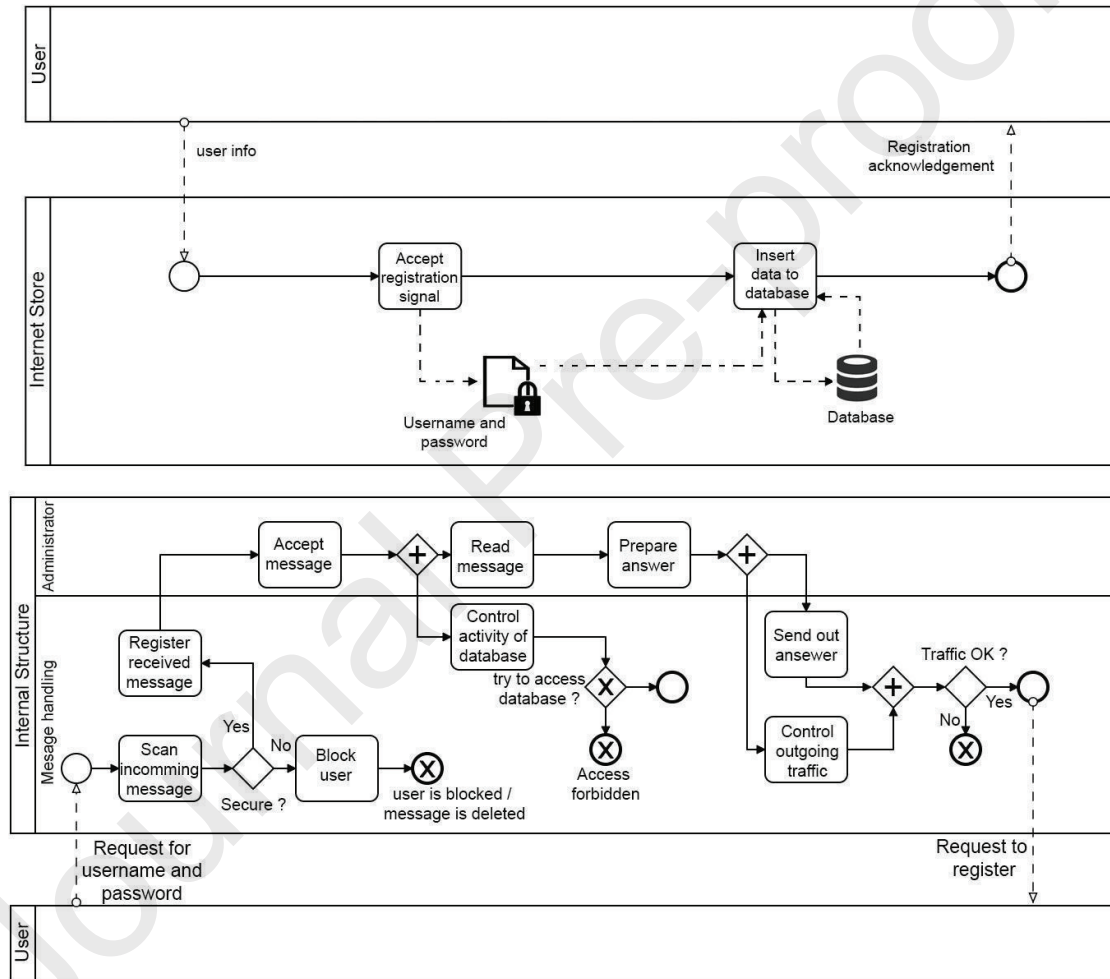 User
user info
Registration
acknowledgement
Internet Store
Accept
registration
signal
Insert
data to
database
Username and
password
Database
Internal Structure
Administrator
Accept
message
Read
message
Prepare
answer
Message handling
Register
received
message
Control
activity of
database
try to access
database ?
Access
forbidden
Send out
ansewer
Control
outgoing
traffic
Traffic OK ?
Yes
No
Scan
incomming
message
Yes
No
Secure ?
Block
user
user is blocked /
message is deleted
Request for
username and
password
Request to
register
User
Journal Pre-proo